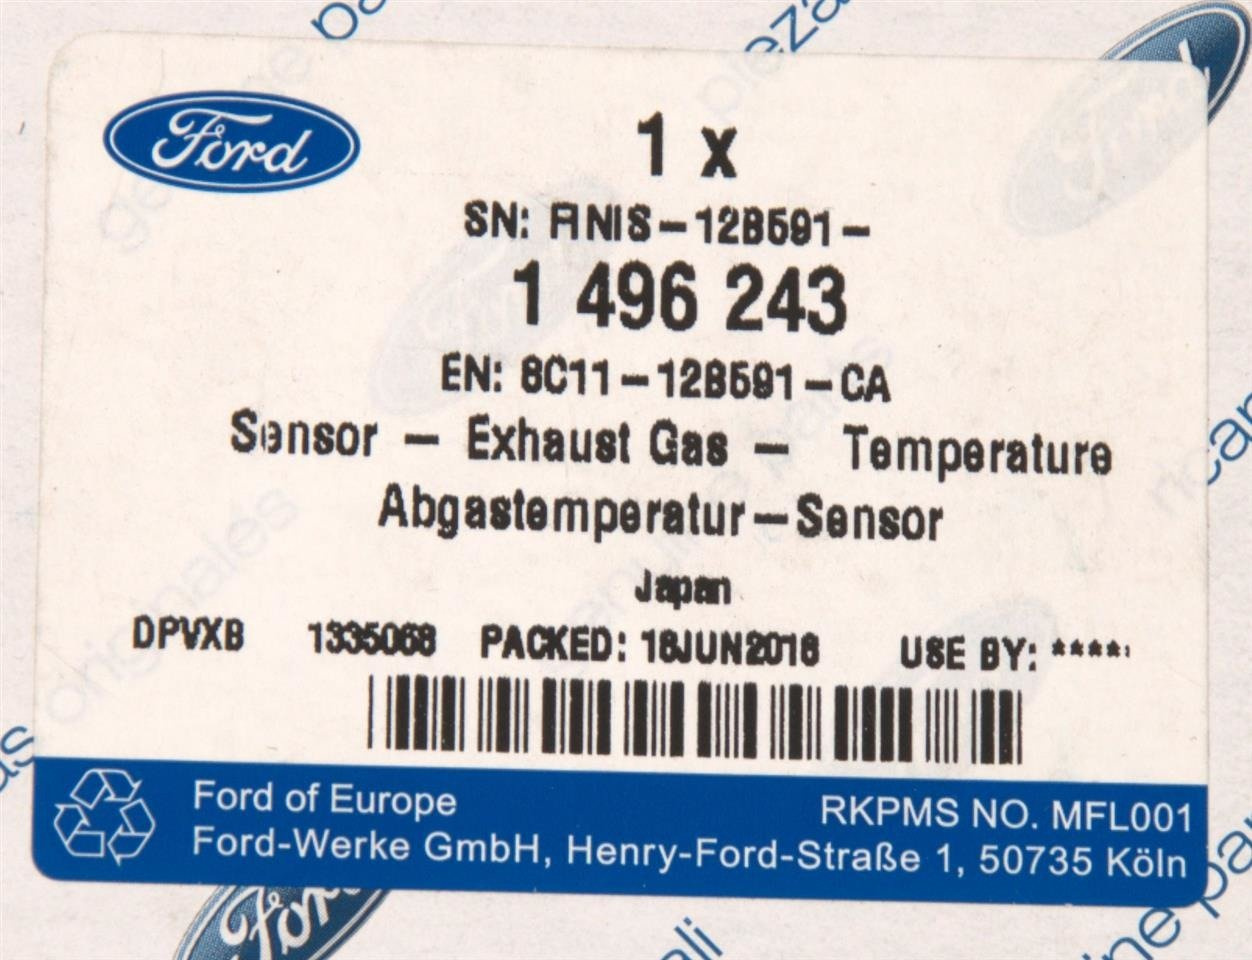 Ford
1 x
SN: FINIS-12B591-
1 496 243
EN: 8C11-12B591-CA
Sensor - Exhaust Gas - Temperature
Abgastemperatur-Sensor
Japan
DPVXB 1335068 PACKED: 18JUN2018 USE BY: ****
Ford of Europe
RKPMS NO. MFL001
Ford-Werke GmbH, Henry-Ford-Straße 1, 50735 Köln
Ford